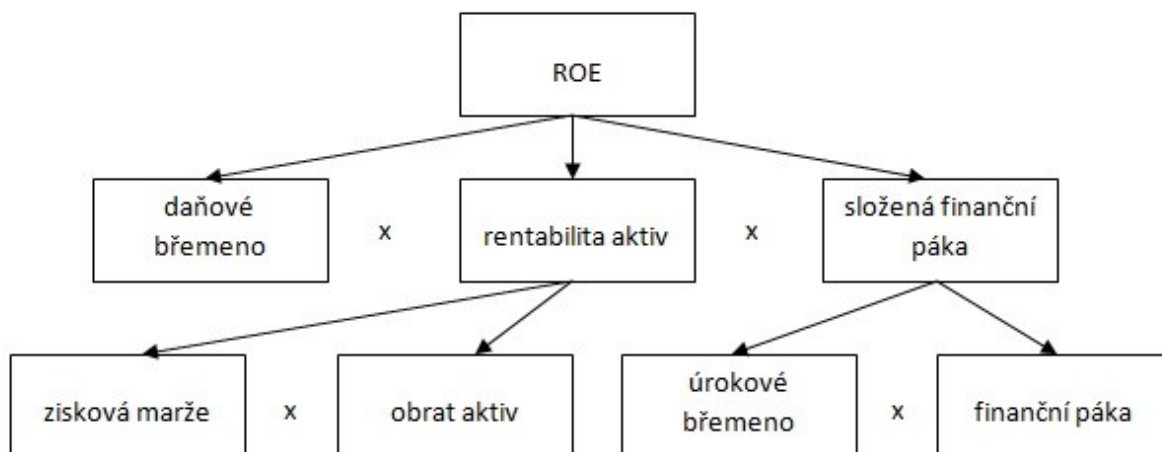 ROE
daňové
břemeno
x
rentabilita aktiv
x
složená finanční
páka
zisková marže
x
obrat aktiv
úrokové
břemeno
x
finanční páka